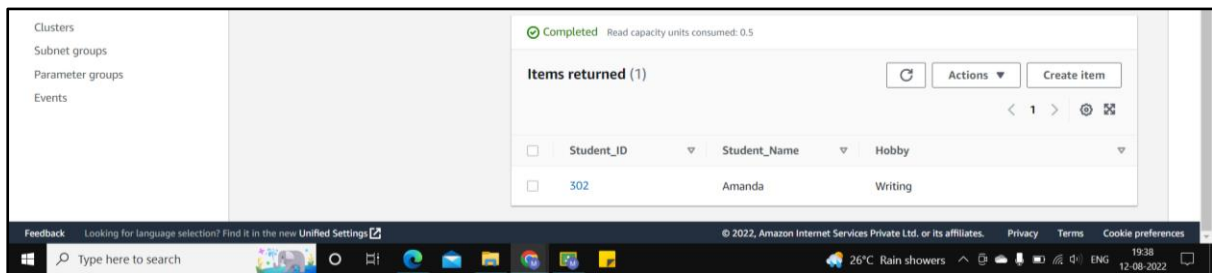 Clusters
Subnet groups
Parameter groups
Events
Completed Read capacity units consumed: 0.5
Items returned (1)
Actions
Create item
1
Student_ID Student_Name Hobby
302 Amanda Writing
Feedback Looking for language selection? Find it in the new Unified Settings
© 2022, Amazon Internet Services Private Ltd. or its affiliates. Privacy Terms Cookie preferences
Type here to search
26°C Rain showers
ENG
19:38
12-08-2022